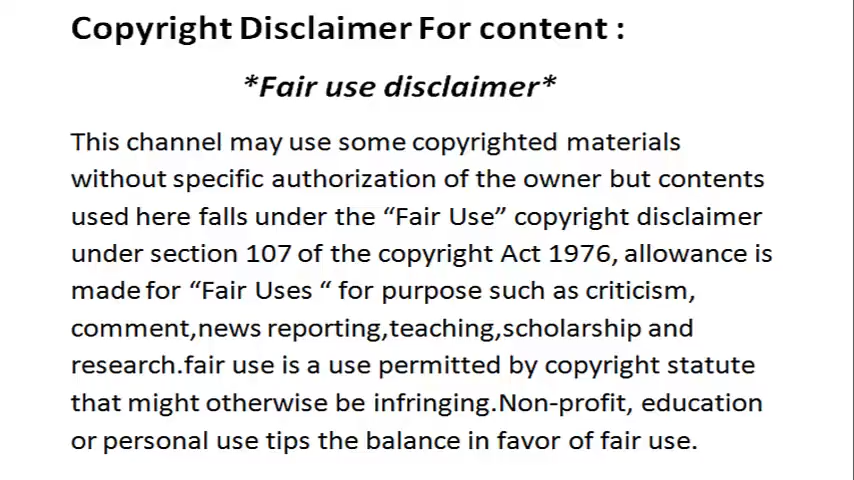 Copyright Disclaimer For content :
*Fair use disclaimer*
This channel may use some copyrighted materials
without specific authorization of the owner but contents
used here falls under the “Fair Use” copyright disclaimer
under section 107 of the copyright Act 1976, allowance is
made for “Fair Uses “ for purpose such as criticism,
comment,news reporting,teaching,scholarship and
research.fair use is a use permitted by copyright statute
that might otherwise be infringing.Non-profit, education
or personal use tips the balance in favor of fair use.